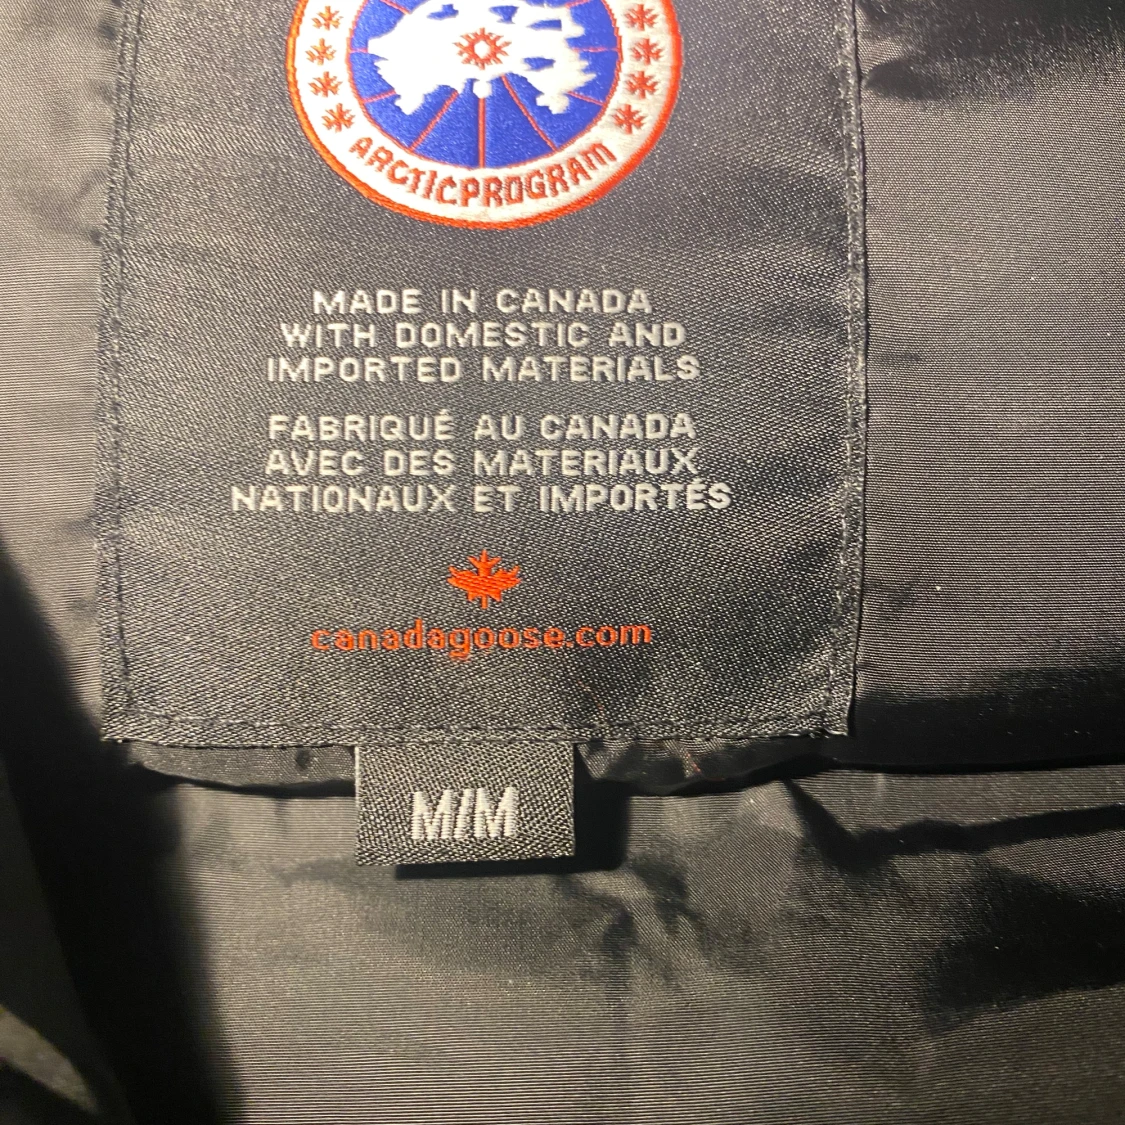 ARCTIC PROGRAM
MADE IN CANADA
WITH DOMESTIC AND
IMPORTED MATERIALS
FABRIQUÉ AU CANADA
AVEC DES MATERIAUX
NATIONAUX ET IMPORTÉS
canadagoose.com
M/M